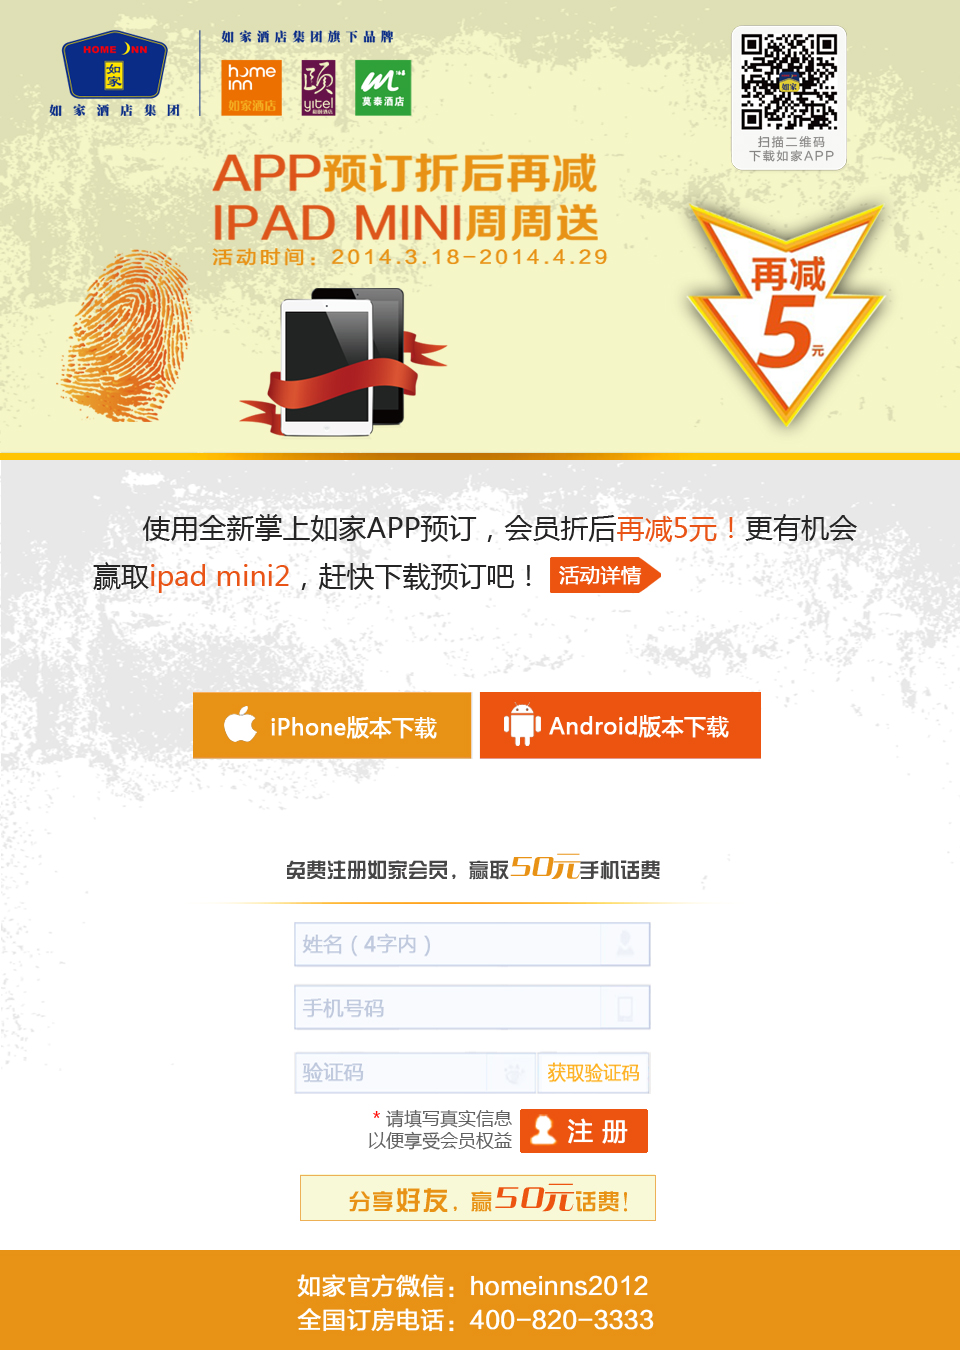 如家酒店集团旗下品牌
HOME INN
如家
如家酒店集团
home inn
如家酒店
颐
yitel
莫泰酒店
扫描二维码
下载如家APP
APP预订折后再减
IPAD MINI周周送
活动时间：2014.3.18-2014.4.29
再减
5元
使用全新掌上如家APP预订，会员折后再减5元！更有机会
赢取ipad mini2，赶快下载预订吧！ 活动详情
iPhone版本下载
Android版本下载
免费注册如家会员，赢取50元手机话费
姓名（4字内）
手机号码
验证码
获取验证码
* 请填写真实信息
以便享受会员权益
注 册
分享好友，赢50元话费！
如家官方微信：homeinns2012
全国订房电话：400-820-3333